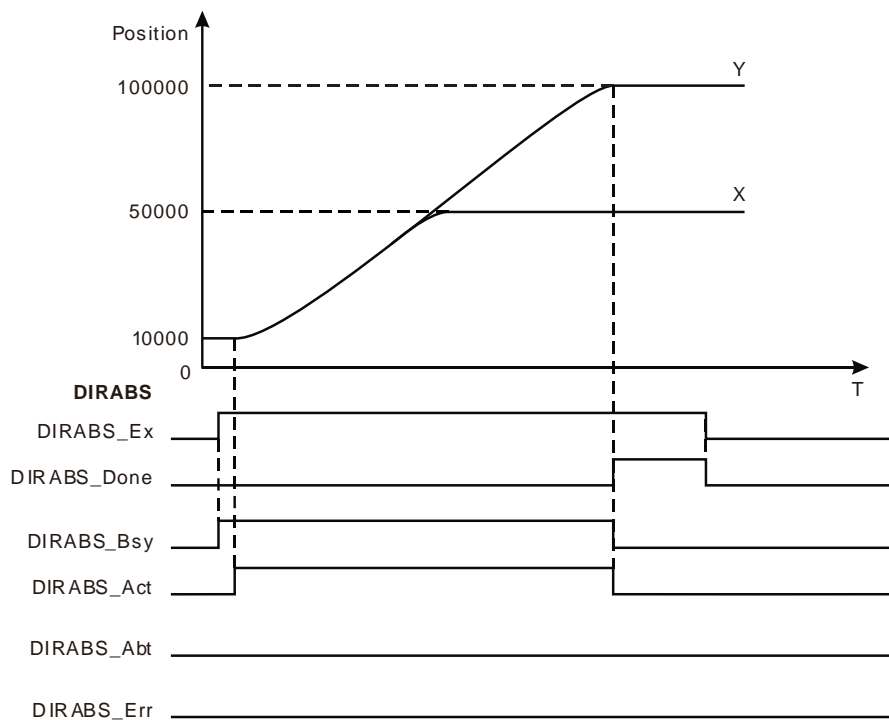 Position
100000
Y
50000
X
10000
0
T
DIRABS
DIRABS_Ex
DIRABS_Done
DIRABS_Bsy
DIRABS_Act
DIRABS_Abt
DIRABS_Err